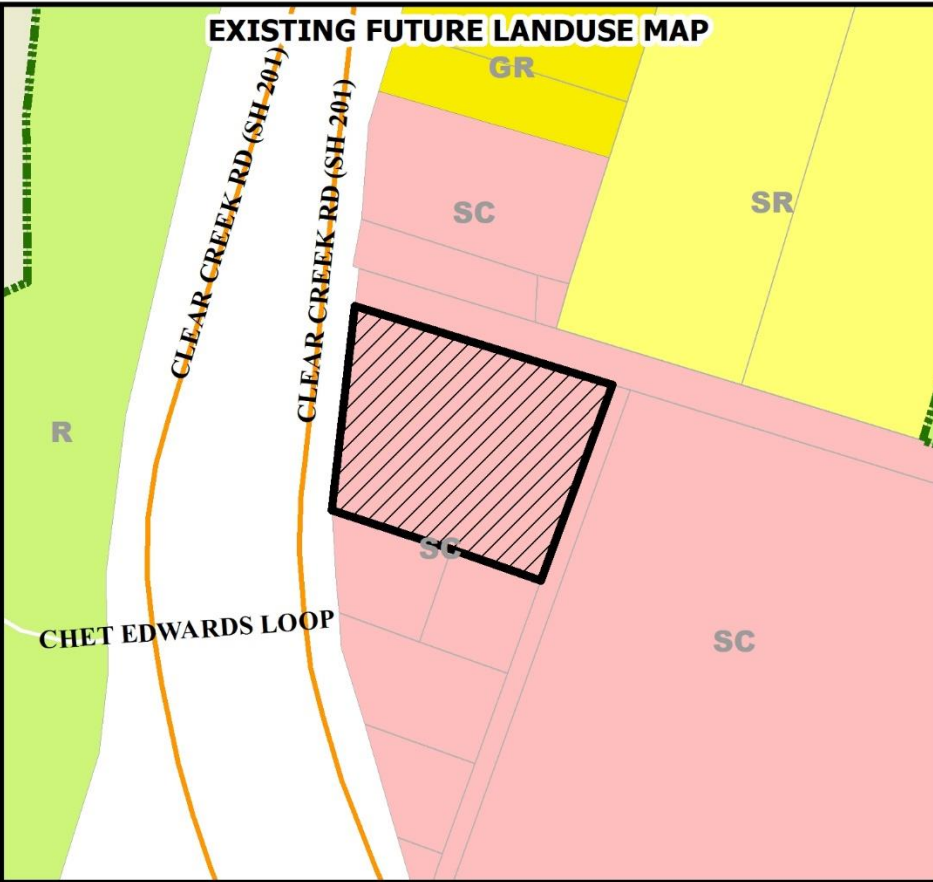 EXISTING FUTURE LANDUSE MAP
GR
CLEAR CREEK RD (SH 201)
CLEAR CREEK RD (SH 201)
SC
SR
R
SC
CHET EDWARDS LOOP
SC